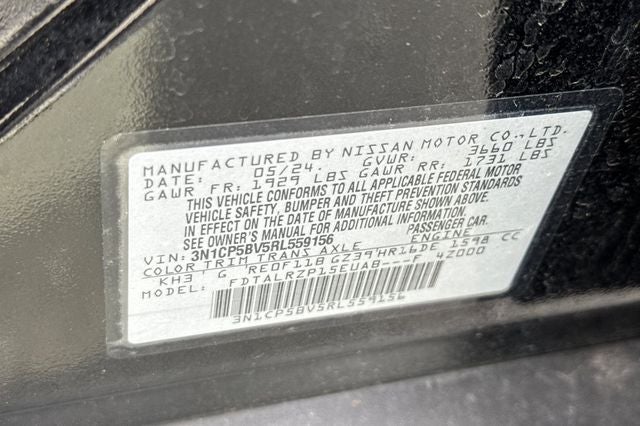 MANUFACTURED BY NISSAN MOTOR CO., LTD.
DATE: 05/24. GVWR: 3660 LBS
GAWR FR: 1929 LBS GAWR RR: 1731 LBS
THIS VEHICLE CONFORMS TO ALL APPLICABLE FEDERAL MOTOR
VEHICLE SAFETY, BUMPER AND THEFT PREVENTION STANDARDS
IN EFFECT ON THE DATE OF MANUFACTURE SHOWN ABOVE.
SEE OWNER'S MANUAL FOR ADDITIONAL INFORMATION
VIN: 3N1CP5BV5RL559156 PASSENGER CAR.
COLOR TRIM TRANS AXLE ENGINE
KH3 G RE0F11B GZ39 HR16DE 1598 CC
MODEL: FDTALRZP15EUAB---F 4Z000
3N1CP5BV5RL559156